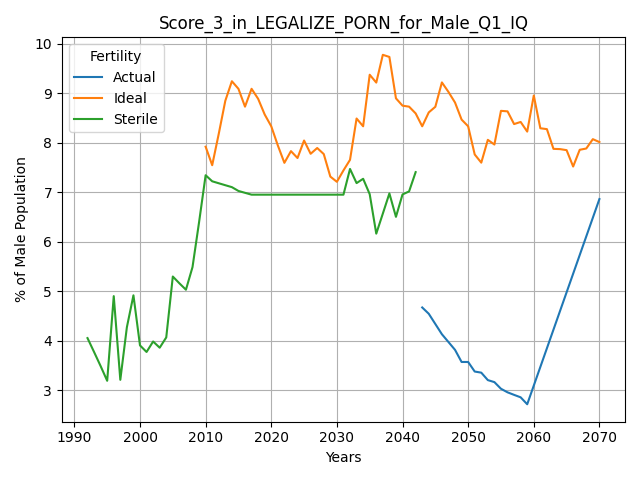 Score_3_in_LEGALIZE_PORN_for_Male_Q1_IQ
Fertility
Actual
Ideal
Sterile
% of Male Population
10
9
8
7
6
5
4
3
1990 2000 2010 2020 2030 2040 2050 2060 2070
Years